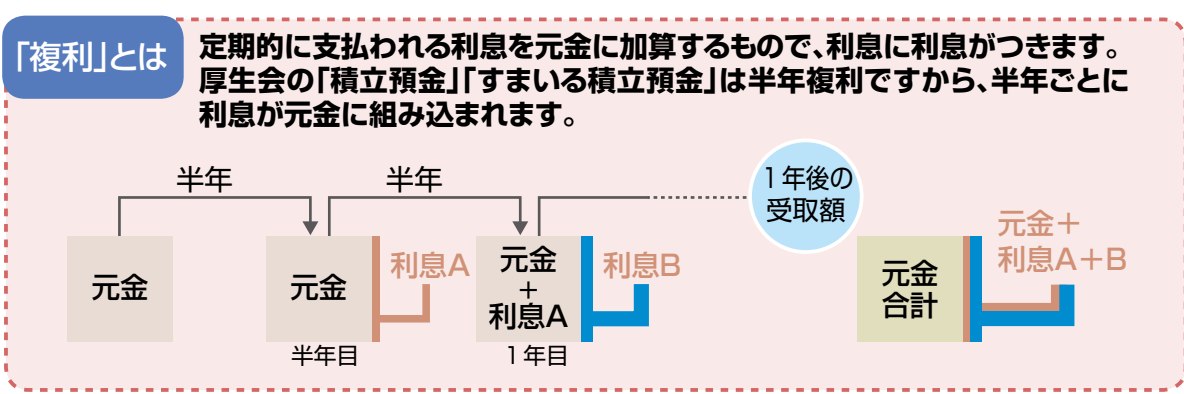 「複利」とは
定期的に支払われる利息を元金に加算するもので、利息に利息がつきます。
厚生会の「積立預金」「すまいる積立預金」は半年複利ですから、半年ごとに
利息が元金に組み込まれます。
半年
半年
1年後の
受取額
元金
元金
利息A
元金
+
利息A
利息B
元金
合計
元金+
利息A+B
半年目
1年目